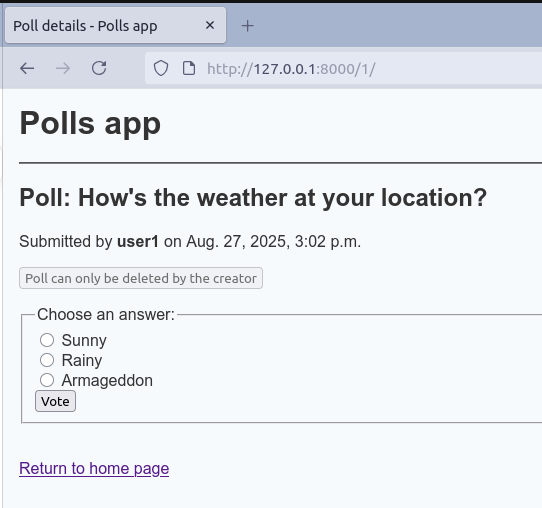 Poll details - Polls app
http://127.0.0.1:8000/1/
Polls app
Poll: How's the weather at your location?
Submitted by user1 on Aug. 27, 2025, 3:02 p.m.
Poll can only be deleted by the creator
Choose an answer:
Sunny
Rainy
Armageddon
Vote
Return to home page